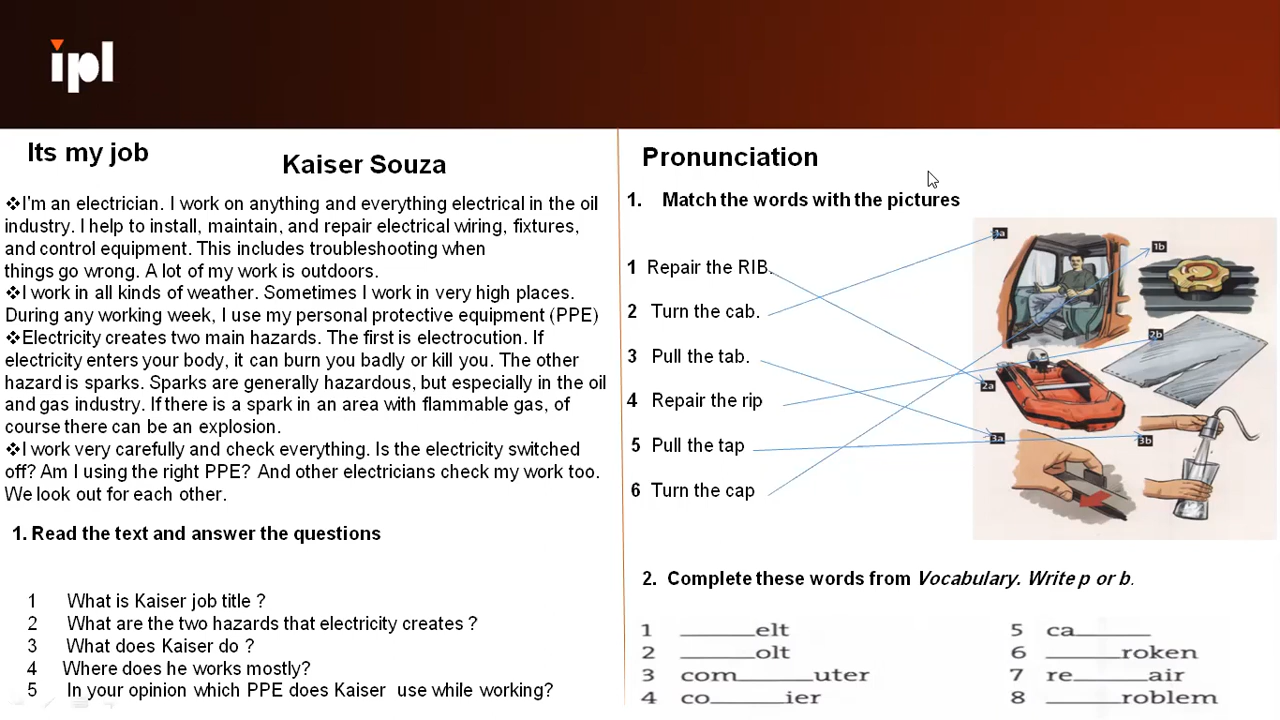 ipl
Its my job
Kaiser Souza
❖I'm an electrician. I work on anything and everything electrical in the oil
industry. I help to install, maintain, and repair electrical wiring, fixtures,
and control equipment. This includes troubleshooting when
things go wrong. A lot of my work is outdoors.
❖I work in all kinds of weather. Sometimes I work in very high places.
During any working week, I use my personal protective equipment (PPE)
❖Electricity creates two main hazards. The first is electrocution. If
electricity enters your body, it can burn you badly or kill you. The other
hazard is sparks. Sparks are generally hazardous, but especially in the oil
and gas industry. If there is a spark in an area with flammable gas, of
course there can be an explosion.
❖I work very carefully and check everything. Is the electricity switched
off? Am I using the right PPE? And other electricians check my work too.
We look out for each other.
1. Read the text and answer the questions
1 What is Kaiser job title ?
2 What are the two hazards that electricity creates ?
3 What does Kaiser do ?
4 Where does he works mostly?
5 In your opinion which PPE does Kaiser use while working?
Pronunciation
1. Match the words with the pictures
1 Repair the RIB.
2 Turn the cab.
3 Pull the tab.
4 Repair the rip
5 Pull the tap
6 Turn the cap
1a
1b
2b
2a
3a
3b
2. Complete these words from Vocabulary. Write p or b.
1 ______elt
2 ______olt
3 com______uter
4 co______ier
5 ca______
6 ______roken
7 re______air
8 ______roblem